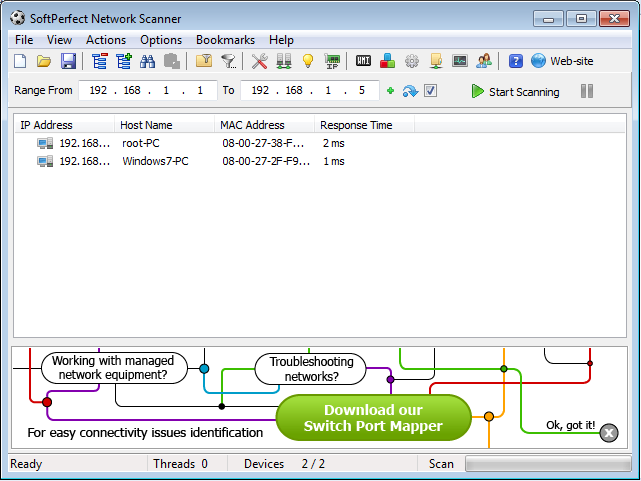 SoftPerfect Network Scanner
File View Actions Options Bookmarks Help
WMI IP ? Web-site
Range From 192 . 168 . 1 . 1 To 192 . 168 . 1 . 5 Start Scanning
IP Address Host Name MAC Address Response Time
192.168... root-PC 08-00-27-38-F... 2 ms
192.168... Windows7-PC 08-00-27-2F-F9... 1 ms
Working with managed
network equipment?
Troubleshooting
networks?
Download our
Switch Port Mapper
For easy connectivity issues identification
Ok, got it! X
Ready Threads 0 Devices 2 / 2 Scan